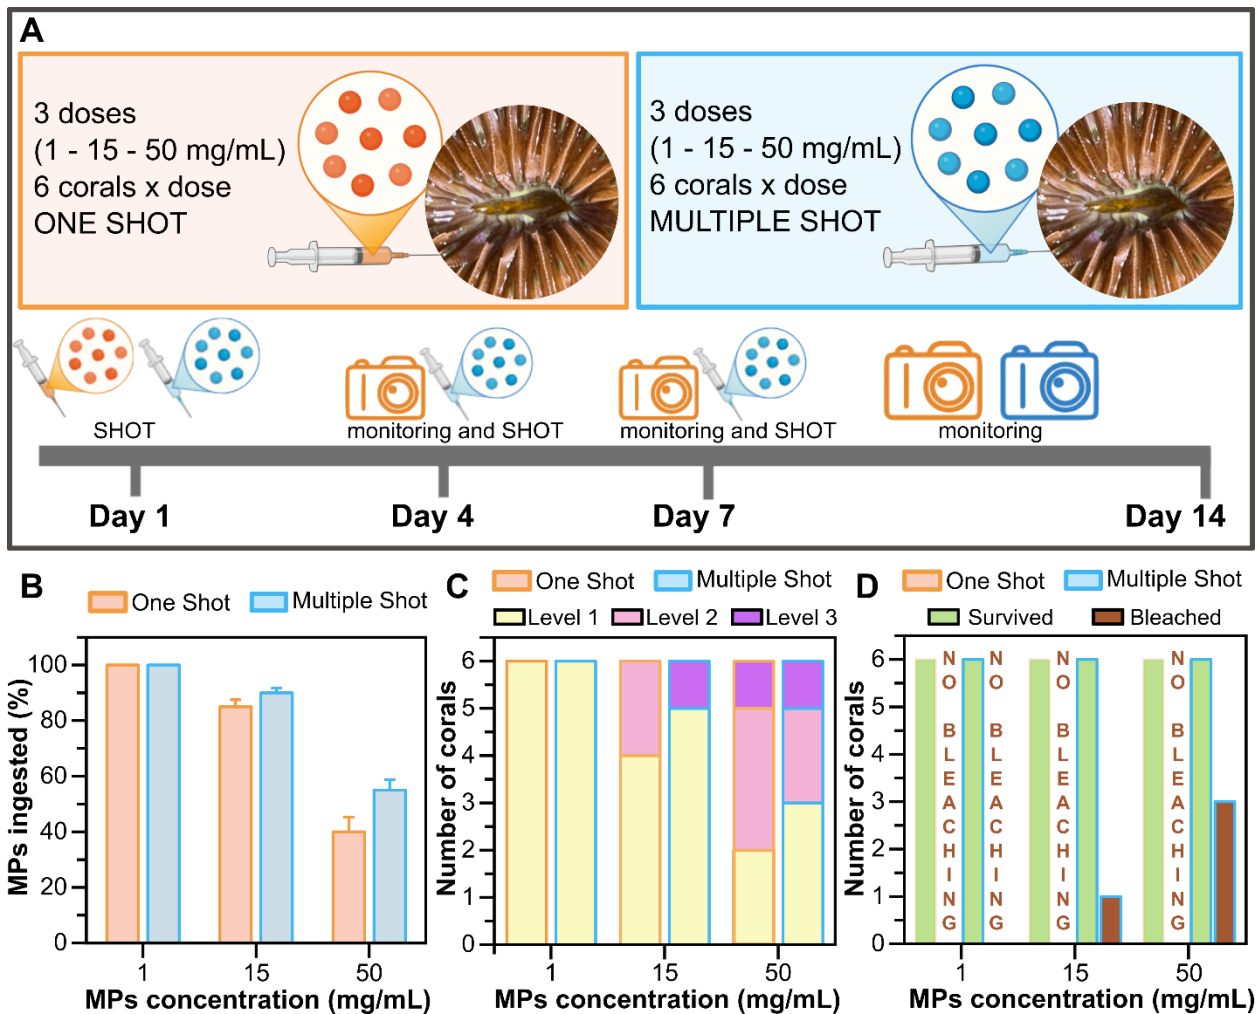 A
3 doses
(1 - 15 - 50 mg/mL)
6 corals x dose
ONE SHOT
3 doses
(1 - 15 - 50 mg/mL)
6 corals x dose
MULTIPLE SHOT
SHOT
monitoring and SHOT
monitoring and SHOT
monitoring
Day 1
Day 4
Day 7
Day 14
B
One Shot
Multiple Shot
MPs ingested (%)
100
80
60
40
20
0
1
15
50
MPs concentration (mg/mL)
C
One Shot
Multiple Shot
Level 1
Level 2
Level 3
Number of corals
6
5
4
3
2
1
0
1
15
50
MPs concentration (mg/mL)
D
One Shot
Multiple Shot
Survived
Bleached
Number of corals
6
5
4
3
2
1
0
NO BLEACHING
NO BLEACHING
NO BLEACHING
NO BLEACHING
1
15
50
MPs concentration (mg/mL)